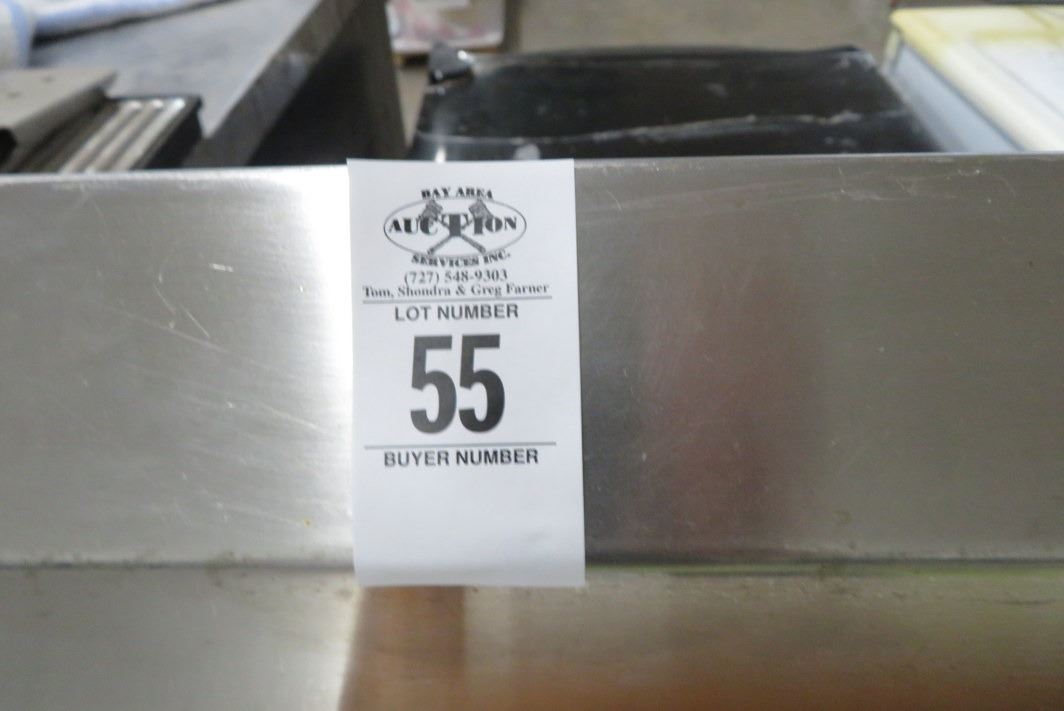 BAY AREA
AUCTION
SERVICES INC.
(727) 548-9303
Tom, Shondra & Greg Farner
LOT NUMBER
55
BUYER NUMBER